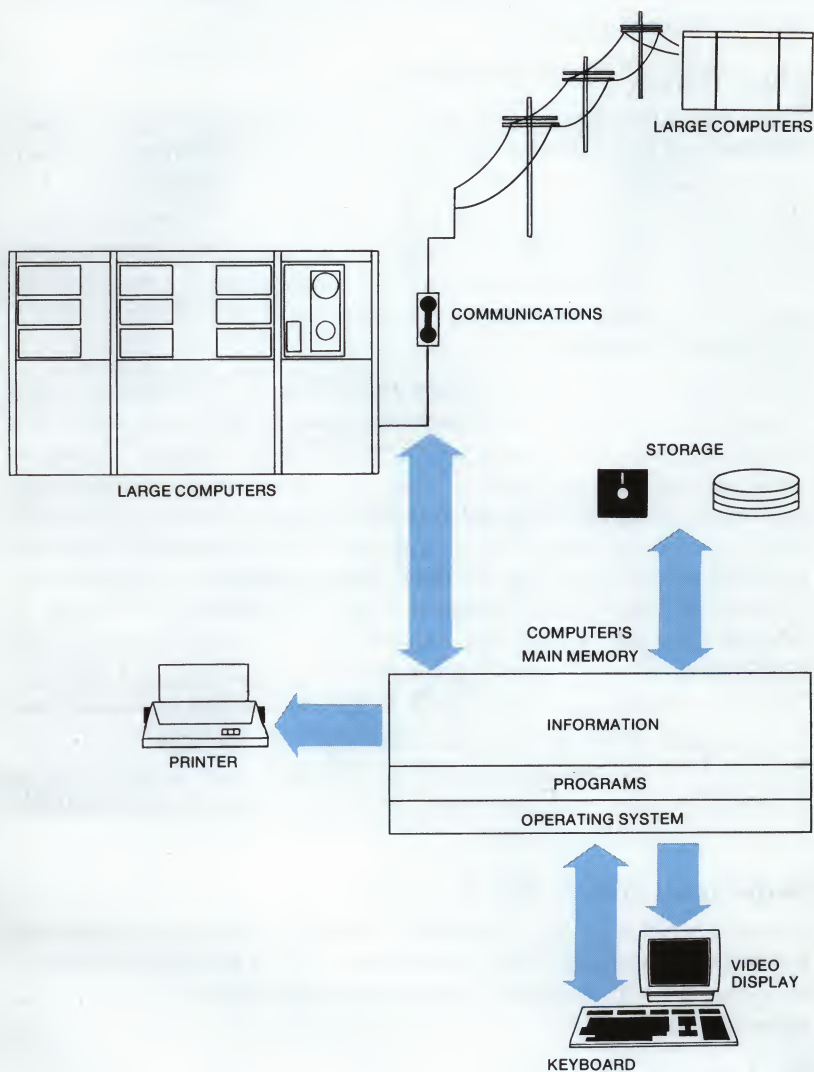 LARGE COMPUTERS
COMMUNICATIONS
LARGE COMPUTERS
STORAGE
COMPUTER'S
MAIN MEMORY
INFORMATION
PRINTER
PROGRAMS
OPERATING SYSTEM
VIDEO
DISPLAY
KEYBOARD